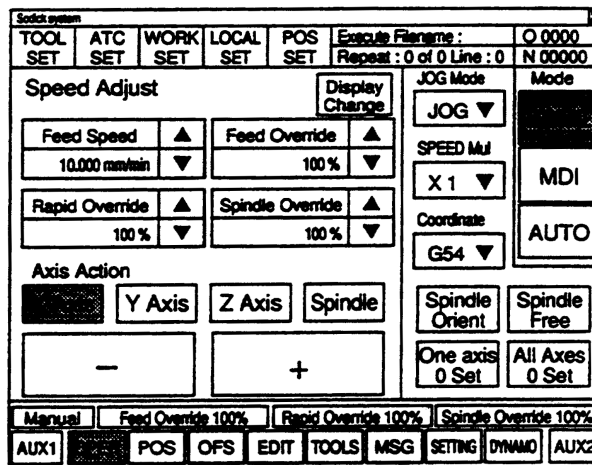 Sodick system
TOOL SET
ATC SET
WORK SET
LOCAL SET
POS SET
Execute Filename :
Repeat : 0 of 0 Line : 0
O 0000
N 00000
Speed Adjust
Display Change
JOG Mode
JOG ▼
Mode
Feed Speed ▲
10.000 mm/min ▼
Feed Override ▲
100 % ▼
SPEED Mul
X 1 ▼
MDI
Rapid Override ▲
100 % ▼
Spindle Override ▲
100 % ▼
Coordinate
G54 ▼
AUTO
Axis Action
Y Axis
Z Axis
Spindle
Spindle Orient
Spindle Free
−
+
One axis 0 Set
All Axes 0 Set
Manual
Feed Override 100%
Rapid Override 100%
Spindle Override 100%
AUX1
POS
OFS
EDIT
TOOLS
MSG
SETTING
DYNAMO
AUX2